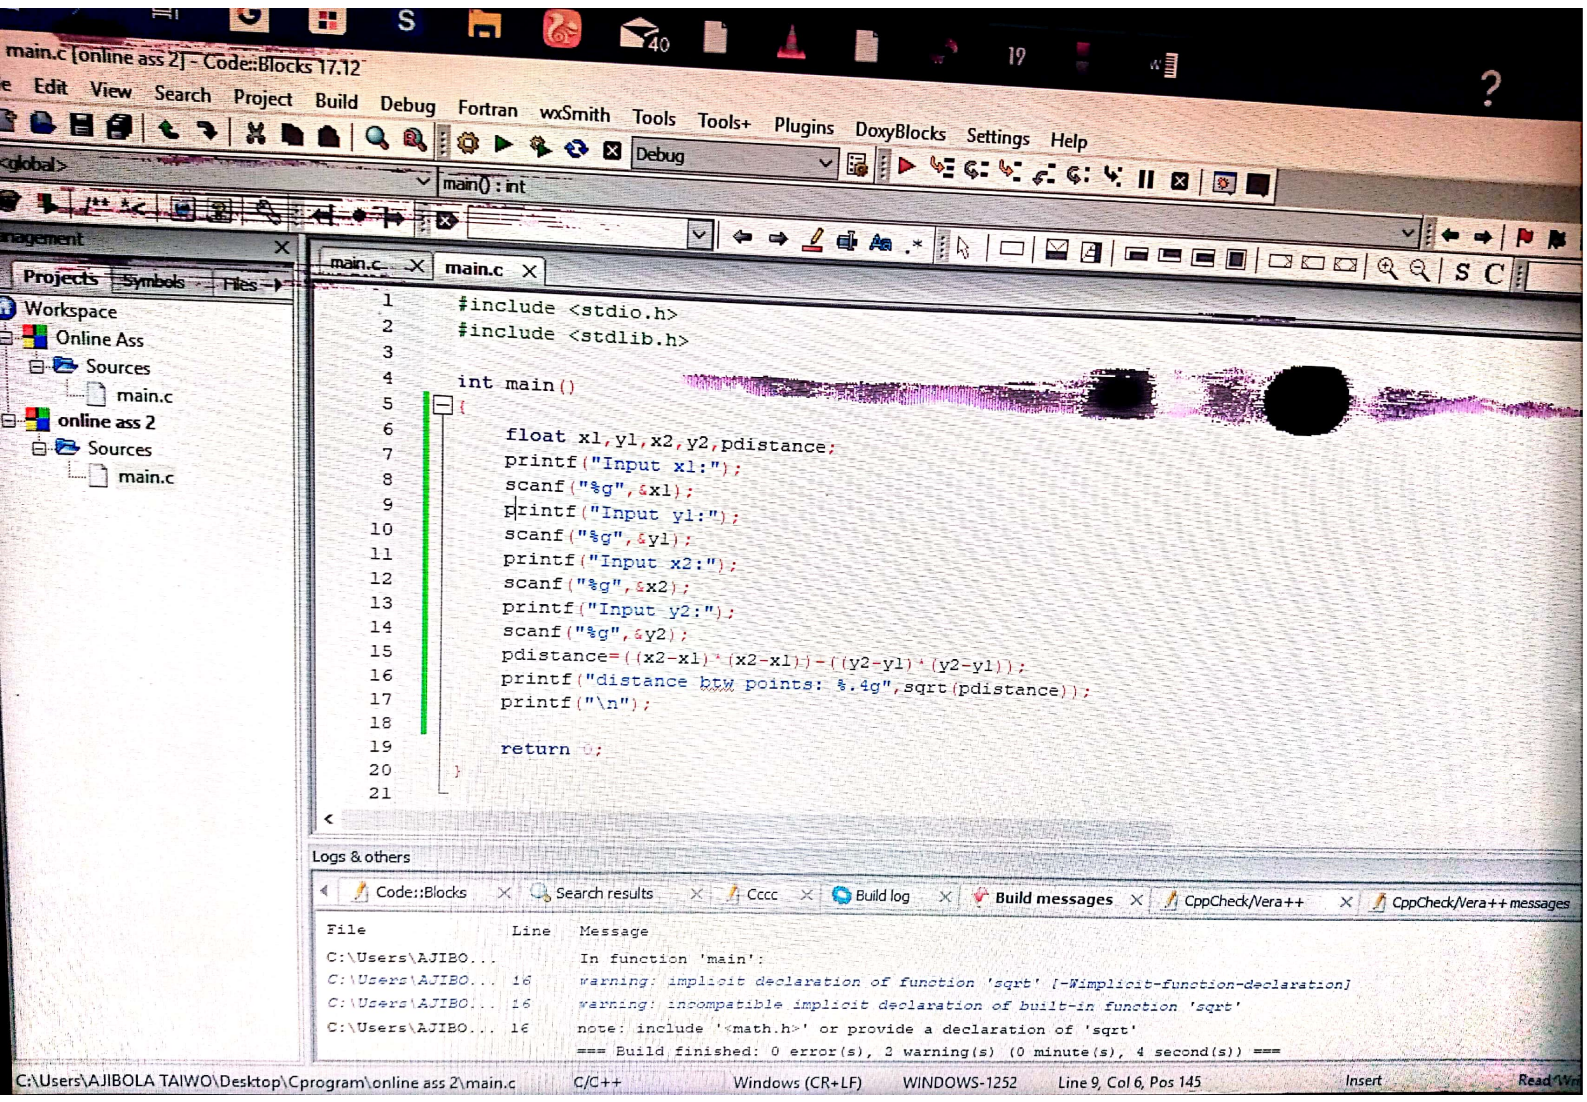 G S 40 19 W ?
main.c [online ass 2] - Code::Blocks 17.12
Edit View Search Project Build Debug Fortran wxSmith Tools Tools+ Plugins DoxyBlocks Settings Help
Debug
<global> main() : int
/** *<
Aa .* S C
nagement
Projects Symbols Files
main.c main.c
Workspace
Online Ass
Sources
main.c
online ass 2
Sources
main.c
1 #include <stdio.h>
2 #include <stdlib.h>
3
4 int main()
5 {
6 float x1,y1,x2,y2,pdistance;
7 printf("Input x1:");
8 scanf("%g",&x1);
9 printf("Input y1:");
10 scanf("%g",&y1);
11 printf("Input x2:");
12 scanf("%g",&x2);
13 printf("Input y2:");
14 scanf("%g",&y2);
15 pdistance=((x2-x1)*(x2-x1))-((y2-y1)*(y2-y1));
16 printf("distance btw points: %.4g",sqrt(pdistance));
17 printf("\n");
18
19 return 0;
20 }
21
Logs & others
Code::Blocks Search results Cccc Build log Build messages CppCheck/Vera++ CppCheck/Vera++ messages
File Line Message
C:\Users\AJIBO... In function 'main':
C:\Users\AJIBO... 16 warning: implicit declaration of function 'sqrt' [-Wimplicit-function-declaration]
C:\Users\AJIBO... 16 warning: incompatible implicit declaration of built-in function 'sqrt'
C:\Users\AJIBO... 16 note: include '<math.h>' or provide a declaration of 'sqrt'
=== Build finished: 0 error(s), 2 warning(s) (0 minute(s), 4 second(s)) ===
C:\Users\AJIBOLA TAIWO\Desktop\Cprogram\online ass 2\main.c C/C++ Windows (CR+LF) WINDOWS-1252 Line 9, Col 6, Pos 145 Insert Read/Wri